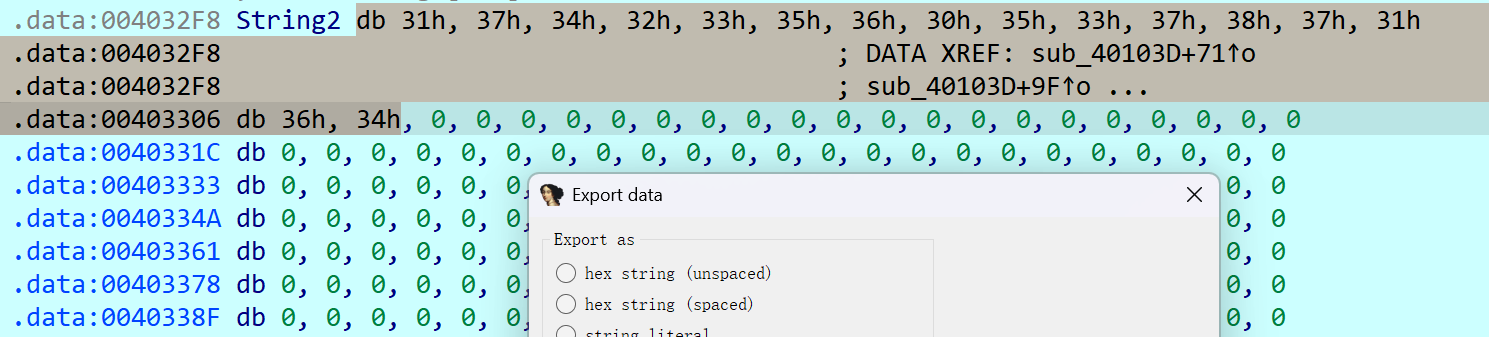 .data:004032F8 String2 db 31h, 37h, 34h, 32h, 33h, 35h, 36h, 30h, 35h, 33h, 37h, 38h, 37h, 31h
.data:004032F8 ; DATA XREF: sub_40103D+71↑o
.data:004032F8 ; sub_40103D+9F↑o ...
.data:00403306 db 36h, 34h, 0, 0, 0, 0, 0, 0, 0, 0, 0, 0, 0, 0, 0, 0, 0, 0, 0, 0, 0, 0
.data:0040331C db 0, 0, 0, 0, 0, 0, 0, 0, 0, 0, 0, 0, 0, 0, 0, 0, 0, 0, 0, 0, 0, 0, 0
.data:00403333 db 0, 0, 0, 0, 0, 0, 0, 0
.data:0040334A db 0, 0, 0, 0, 0, 0, 0, 0
.data:00403361 db 0, 0, 0, 0, 0, 0, 0, 0
.data:00403378 db 0, 0, 0, 0, 0, 0, 0, 0
.data:0040338F db 0, 0, 0, 0, 0, 0, 0, 0
Export data
Export as
hex string (unspaced)
hex string (spaced)
string literal